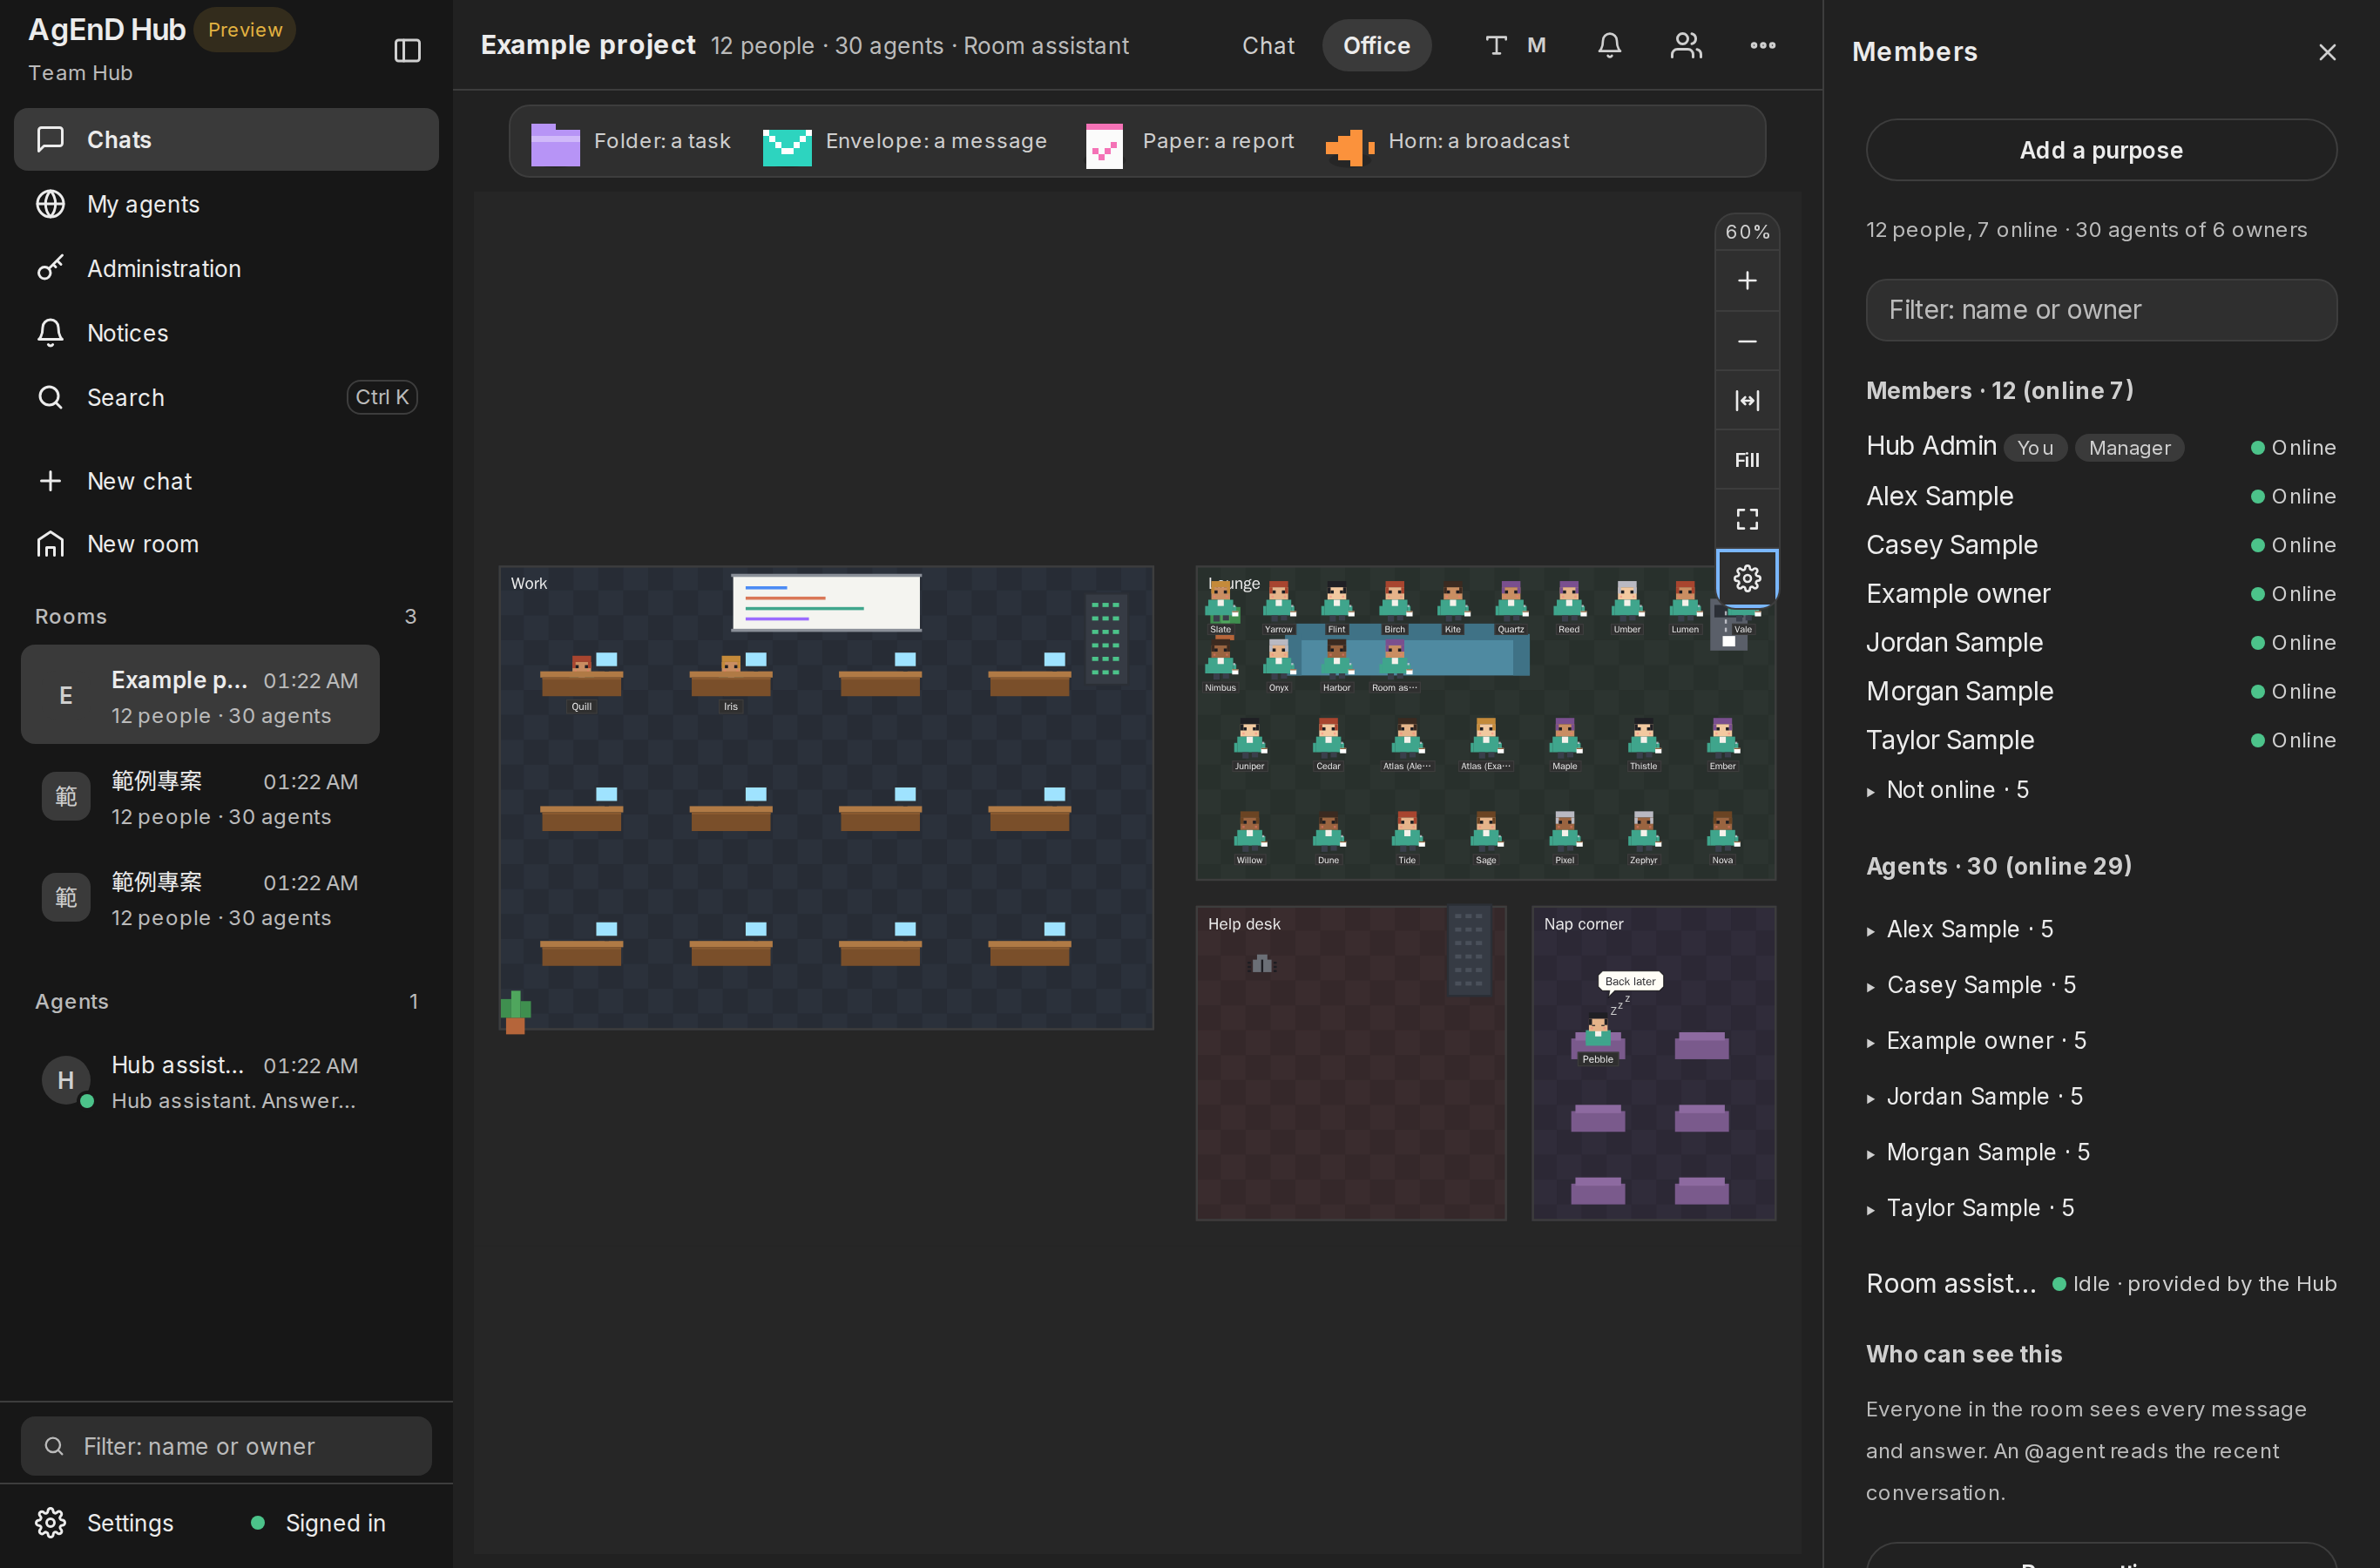 AgEnD Hub Preview
Team Hub
Chats
My agents
Administration
Notices
Search Ctrl K
New chat
New room
Rooms 3
E Example p... 01:22 AM
12 people · 30 agents
範 範例專案 01:22 AM
12 people · 30 agents
範 範例專案 01:22 AM
12 people · 30 agents
Agents 1
H Hub assist... 01:22 AM
Hub assistant. Answer...
Filter: name or owner
Settings Signed in
Example project 12 people · 30 agents · Room assistant
Chat Office T M
Folder: a task Envelope: a message Paper: a report Horn: a broadcast
60%
Fill
Work
Quill Iris
Lounge
Slate Yarrow Flint Birch Kite Quartz Reed Umber Lumen Vale
Nimbus Onyx Harbor Room as...
Juniper Cedar Atlas (Ale... Atlas (Exa... Maple Thistle Ember
Willow Dune Tide Sage Pixel Zephyr Nova
Help desk
Nap corner
Back later
z z z
Pebble
Members
Add a purpose
12 people, 7 online · 30 agents of 6 owners
Filter: name or owner
Members · 12 (online 7)
Hub Admin You Manager Online
Alex Sample Online
Casey Sample Online
Example owner Online
Jordan Sample Online
Morgan Sample Online
Taylor Sample Online
Not online · 5
Agents · 30 (online 29)
Alex Sample · 5
Casey Sample · 5
Example owner · 5
Jordan Sample · 5
Morgan Sample · 5
Taylor Sample · 5
Room assist... Idle · provided by the Hub
Who can see this
Everyone in the room sees every message
and answer. An @agent reads the recent
conversation.